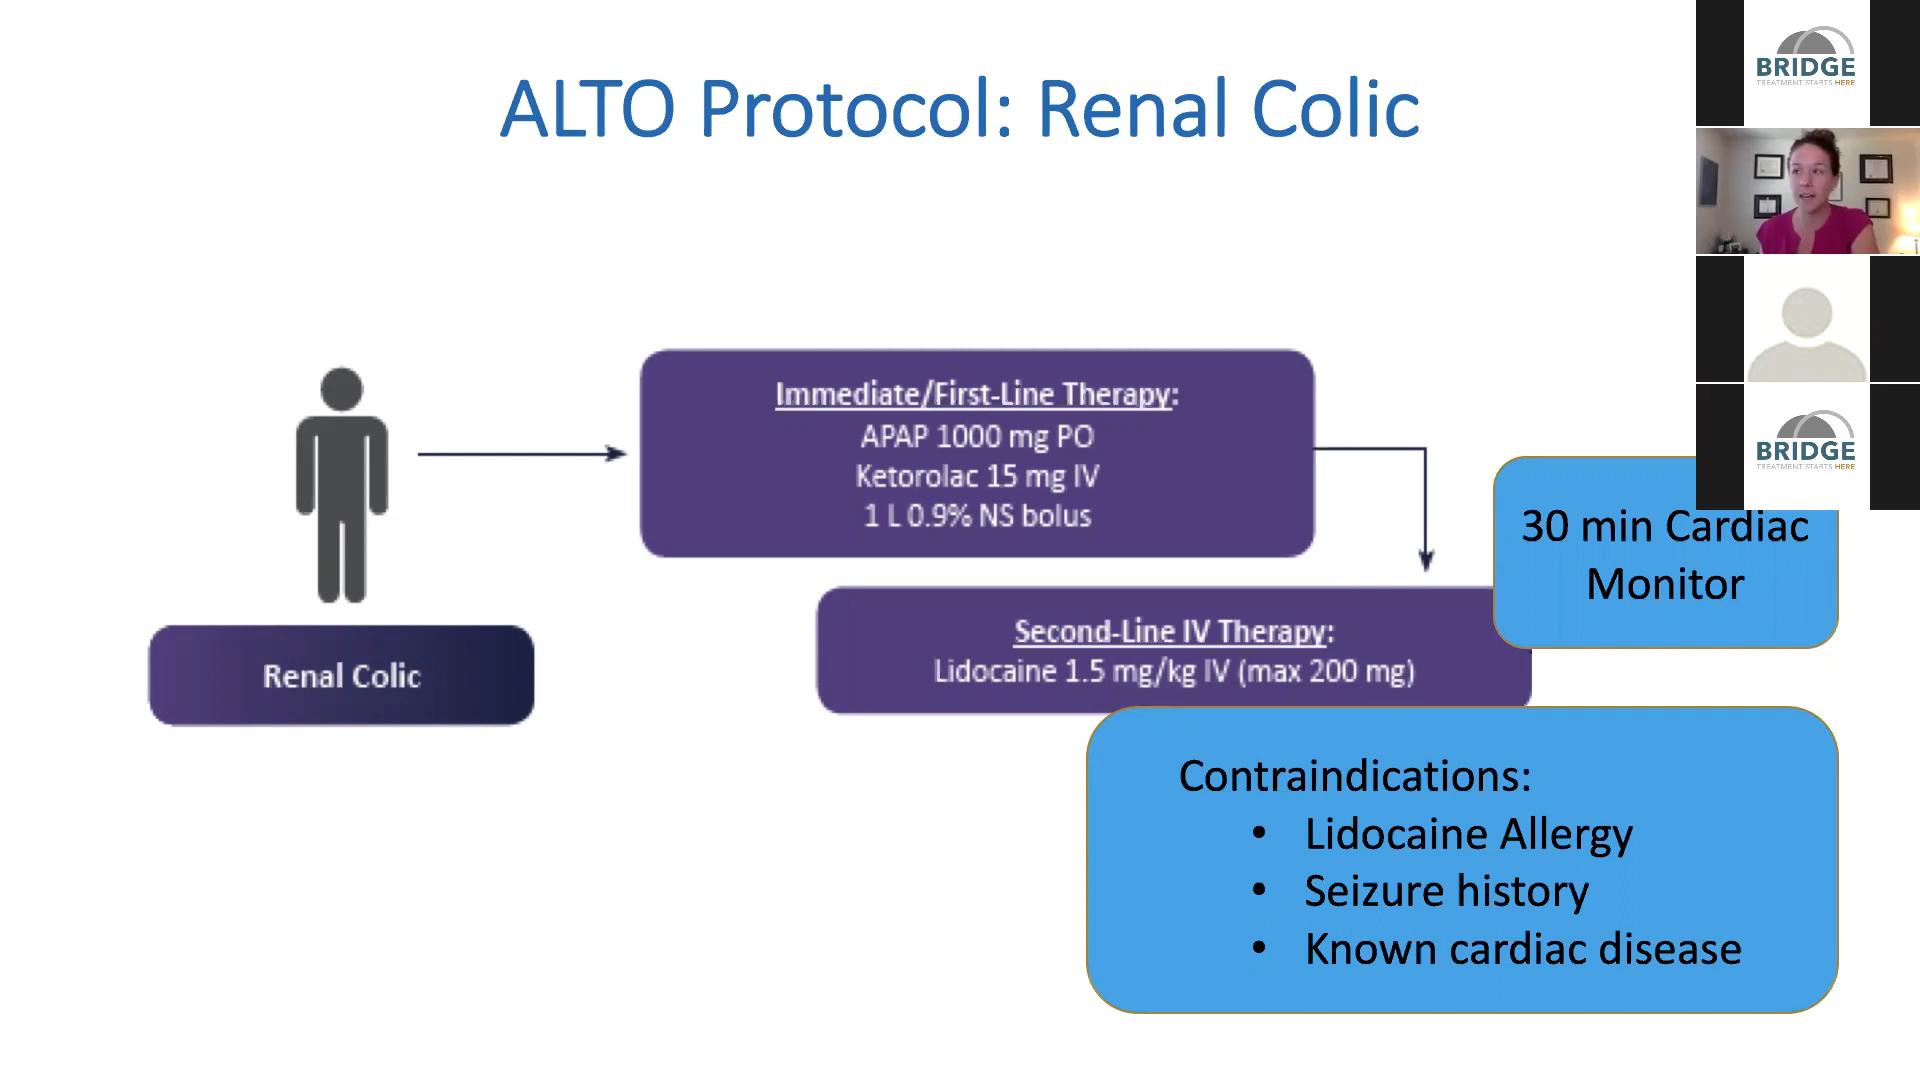 ALTO Protocol: Renal Colic
BRIDGE
TREATMENT STARTS HERE
Immediate/First-Line Therapy:
APAP 1000 mg PO
Ketorolac 15 mg IV
1 L 0.9% NS bolus
BRIDGE
TREATMENT STARTS HERE
30 min Cardiac
Monitor
Second-Line IV Therapy:
Lidocaine 1.5 mg/kg IV (max 200 mg)
Renal Colic
Contraindications:
• Lidocaine Allergy
• Seizure history
• Known cardiac disease